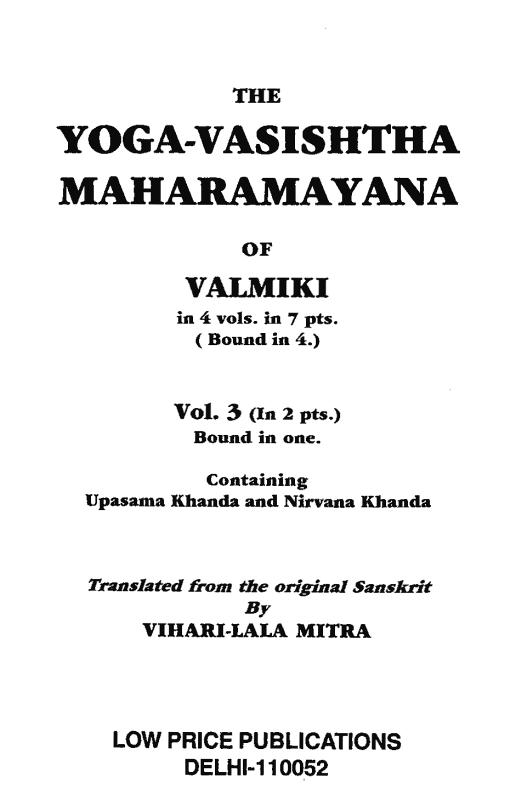 THE
YOGA-VASISHTHA
MAHARAMAYANA
OF
VALMIKI
in 4 vols. in 7 pts.
( Bound in 4.)
Vol. 3 (In 2 pts.)
Bound in one.
Containing
Upasama Khanda and Nirvana Khanda
Translated from the original Sanskrit
By
VIHARI-LALA MITRA
LOW PRICE PUBLICATIONS
DELHI-110052